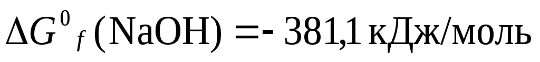 ΔG⁰f (NaOH) =- 381,1 кДж/моль